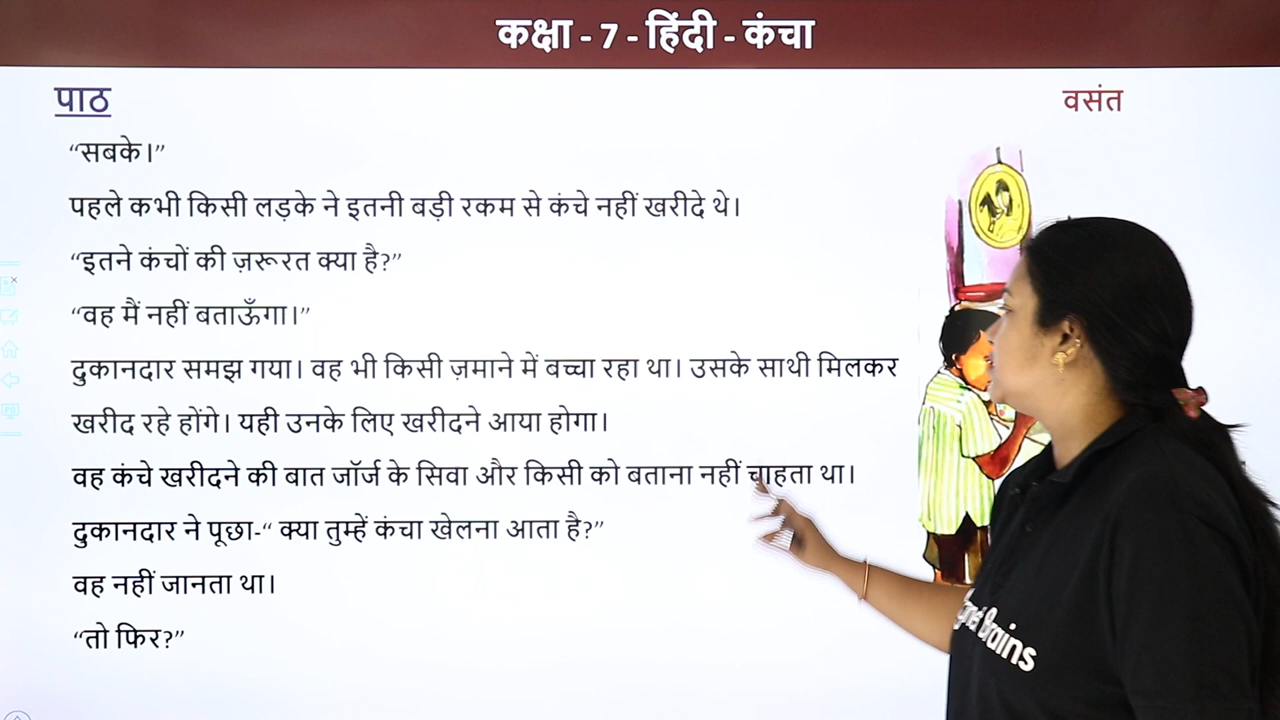 कक्षा - 7 - हिंदी - कंचा
पाठ
वसंत
“सबके।”
पहले कभी किसी लड़के ने इतनी बड़ी रकम से कंचे नहीं खरीदे थे।
“इतने कंचों की ज़रूरत क्या है?”
“वह मैं नहीं बताऊँगा।”
दुकानदार समझ गया। वह भी किसी ज़माने में बच्चा रहा था। उसके साथी मिलकर
खरीद रहे होंगे। यही उनके लिए खरीदने आया होगा।
वह कंचे खरीदने की बात जॉर्ज के सिवा और किसी को बताना नहीं चाहता था।
दुकानदार ने पूछा-“ क्या तुम्हें कंचा खेलना आता है?”
वह नहीं जानता था।
“तो फिर?”
Brains